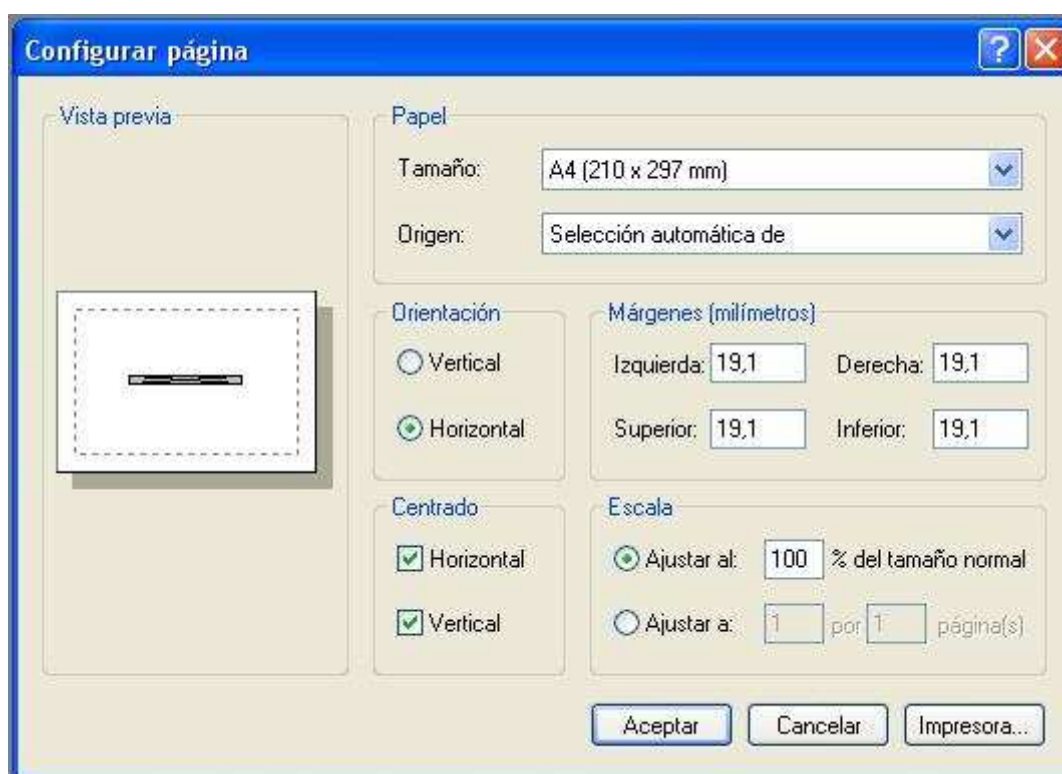 Configurar página
Vista previa
Papel
Tamaño: A4 (210 x 297 mm)
Origen: Selección automática de
Orientación
Vertical
Horizontal
Márgenes (milímetros)
Izquierda: 19,1 Derecha: 19,1
Superior: 19,1 Inferior: 19,1
Centrado
Horizontal
Vertical
Escala
Ajustar al: 100 % del tamaño normal
Ajustar a: 1 por 1 página(s)
Aceptar Cancelar Impresora...